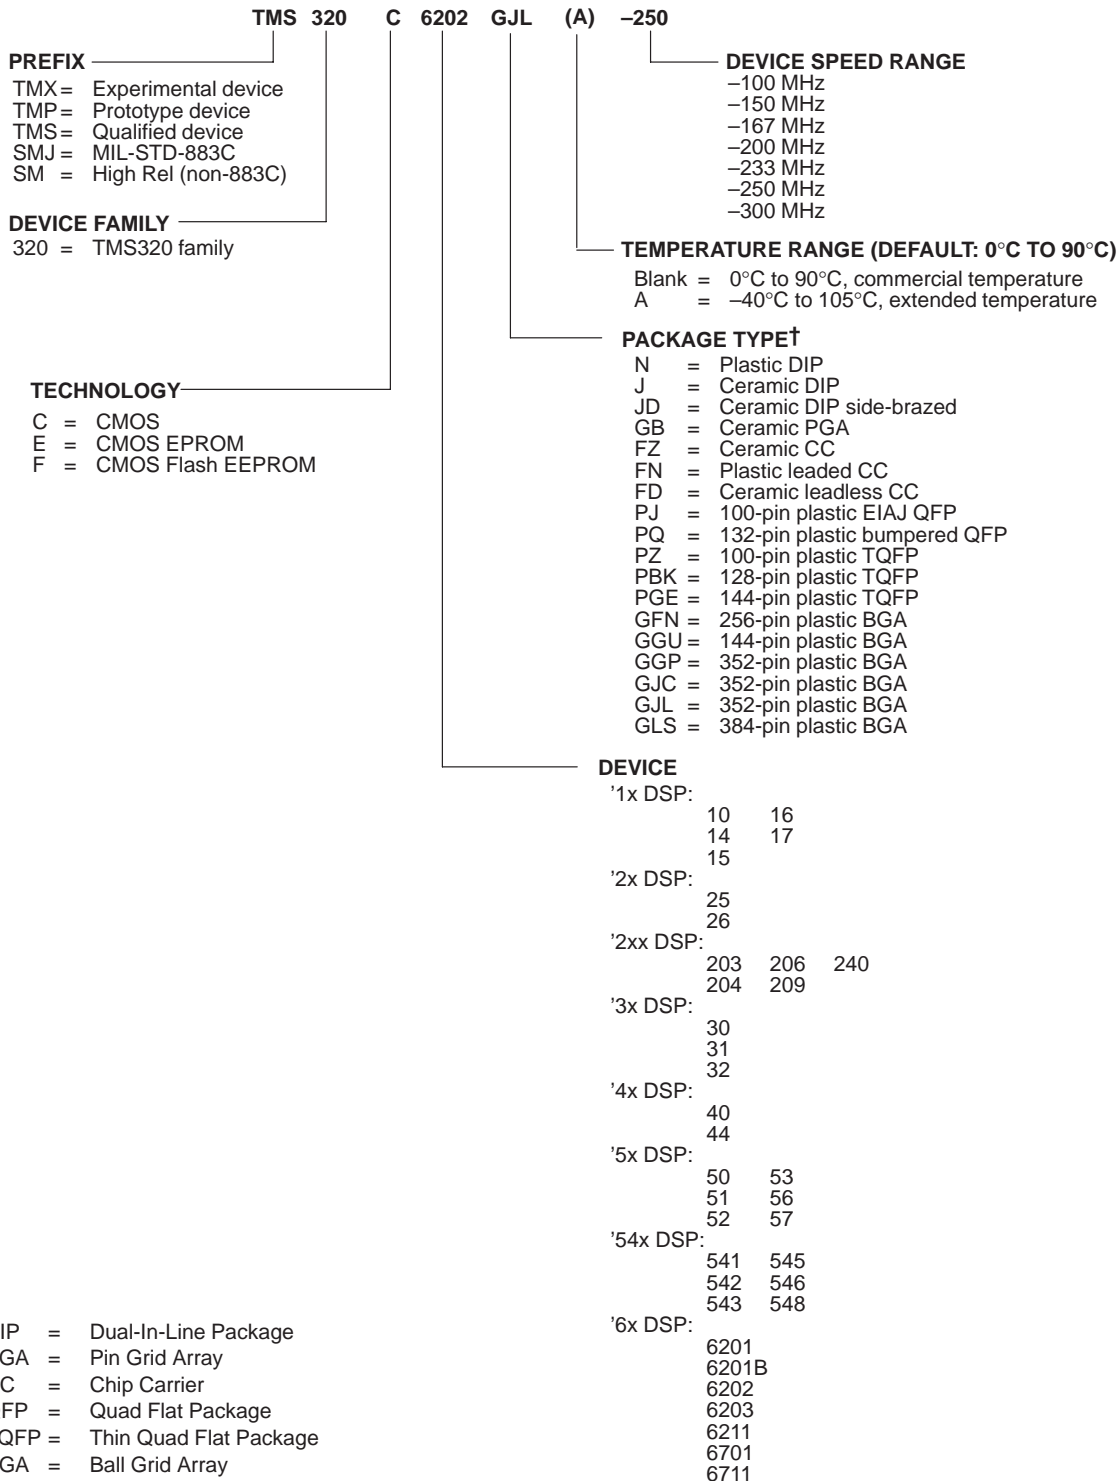 TMS 320 C 6202 GJL (A) –250
PREFIX
TMX = Experimental device
TMP = Prototype device
TMS = Qualified device
SMJ = MIL-STD-883C
SM = High Rel (non-883C)
DEVICE FAMILY
320 = TMS320 family
TECHNOLOGY
C = CMOS
E = CMOS EPROM
F = CMOS Flash EEPROM
DEVICE SPEED RANGE
–100 MHz
–150 MHz
–167 MHz
–200 MHz
–233 MHz
–250 MHz
–300 MHz
TEMPERATURE RANGE (DEFAULT: 0°C TO 90°C)
Blank = 0°C to 90°C, commercial temperature
A = –40°C to 105°C, extended temperature
PACKAGE TYPE†
N = Plastic DIP
J = Ceramic DIP
JD = Ceramic DIP side-brazed
GB = Ceramic PGA
FZ = Ceramic CC
FN = Plastic leaded CC
FD = Ceramic leadless CC
PJ = 100-pin plastic EIAJ QFP
PQ = 132-pin plastic bumpered QFP
PZ = 100-pin plastic TQFP
PBK = 128-pin plastic TQFP
PGE = 144-pin plastic TQFP
GFN = 256-pin plastic BGA
GGU = 144-pin plastic BGA
GGP = 352-pin plastic BGA
GJC = 352-pin plastic BGA
GJL = 352-pin plastic BGA
GLS = 384-pin plastic BGA
DEVICE
’1x DSP:
10 16
14 17
15
’2x DSP:
25
26
’2xx DSP:
203 206 240
204 209
’3x DSP:
30
31
32
’4x DSP:
40
44
’5x DSP:
50 53
51 56
52 57
’54x DSP:
541 545
542 546
543 548
’6x DSP:
6201
6201B
6202
6203
6211
6701
6711
IP = Dual-In-Line Package
GA = Pin Grid Array
C = Chip Carrier
FP = Quad Flat Package
QFP = Thin Quad Flat Package
GA = Ball Grid Array